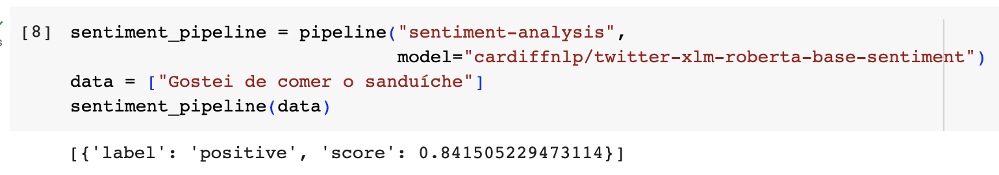 [8] sentiment_pipeline = pipeline("sentiment-analysis",
model="cardiffnlp/twitter-xlm-roberta-base-sentiment")
data = ["Gostei de comer o sanduíche"]
sentiment_pipeline(data)
[{'label': 'positive', 'score': 0.841505229473114}]